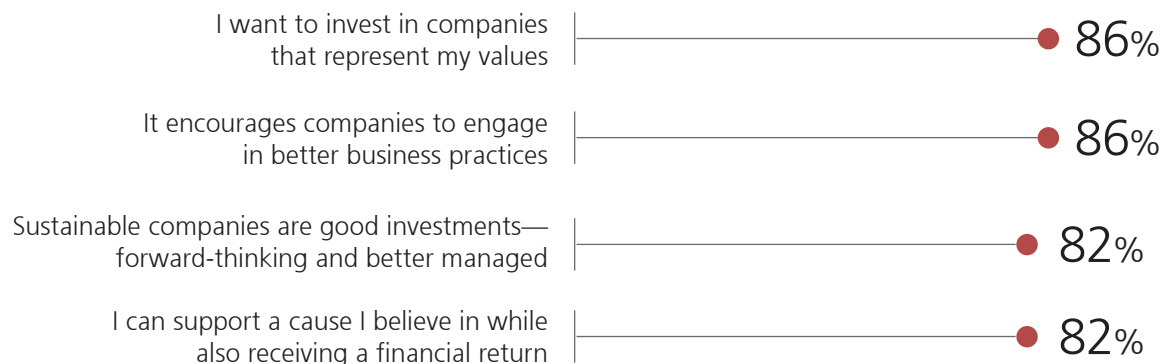 I want to invest in companies
that represent my values
86%
It encourages companies to engage
in better business practices
86%
Sustainable companies are good investments—
forward-thinking and better managed
82%
I can support a cause I believe in while
also receiving a financial return
82%